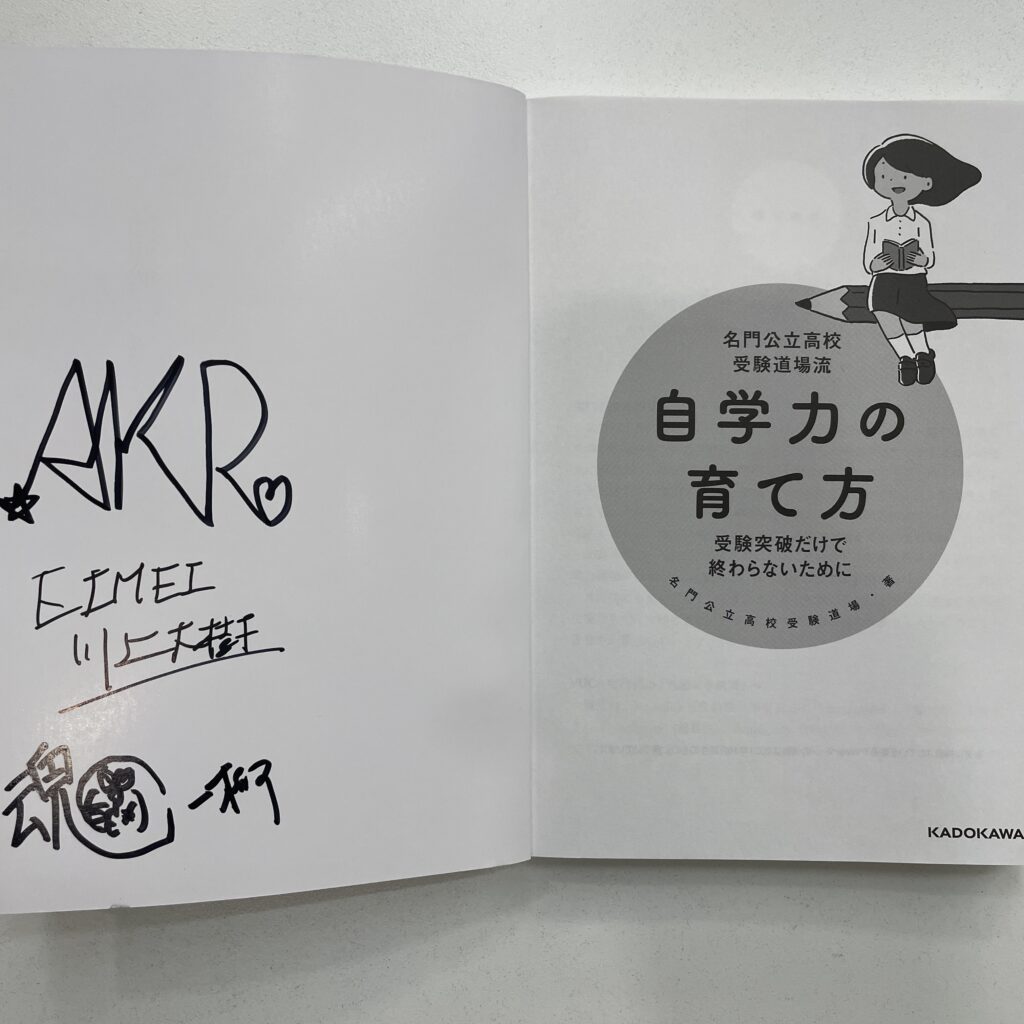 AKR
EIMEI
川上大樹
魂
名門公立高校
受験道場流
自学力の
育て方
受験突破だけで
終わらないために
名門公立高校受験道場・著
KADOKAWA